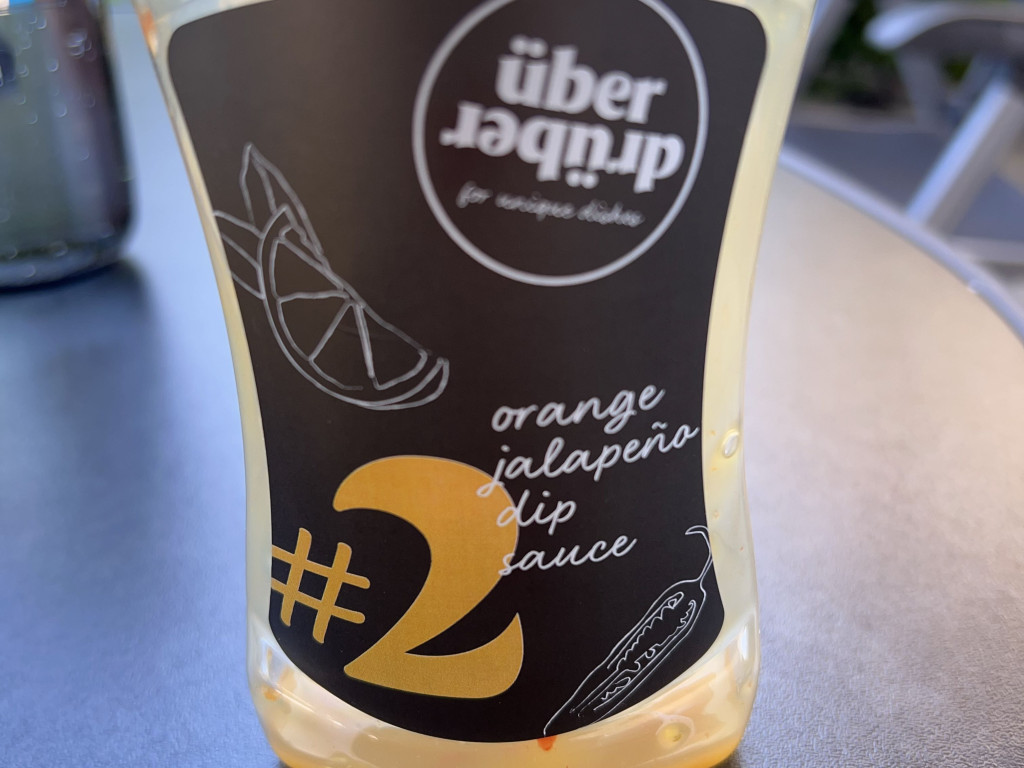 über
drüber
for unique dishes
orange
jalapeño
dip
sauce
#2